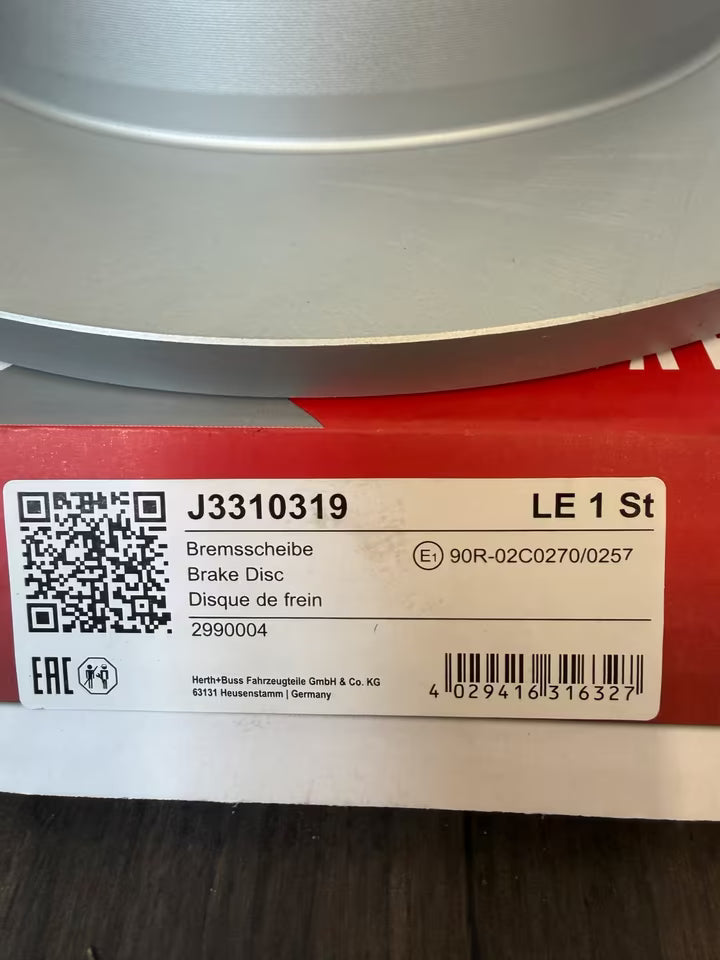 J3310319 LE 1 St
Bremsscheibe
Brake Disc
Disque de frein
E1 90R-02C0270/0257
2990004
EAC
Herth+Buss Fahrzeugteile GmbH & Co. KG
63131 Heusenstamm | Germany
4 029416 316327